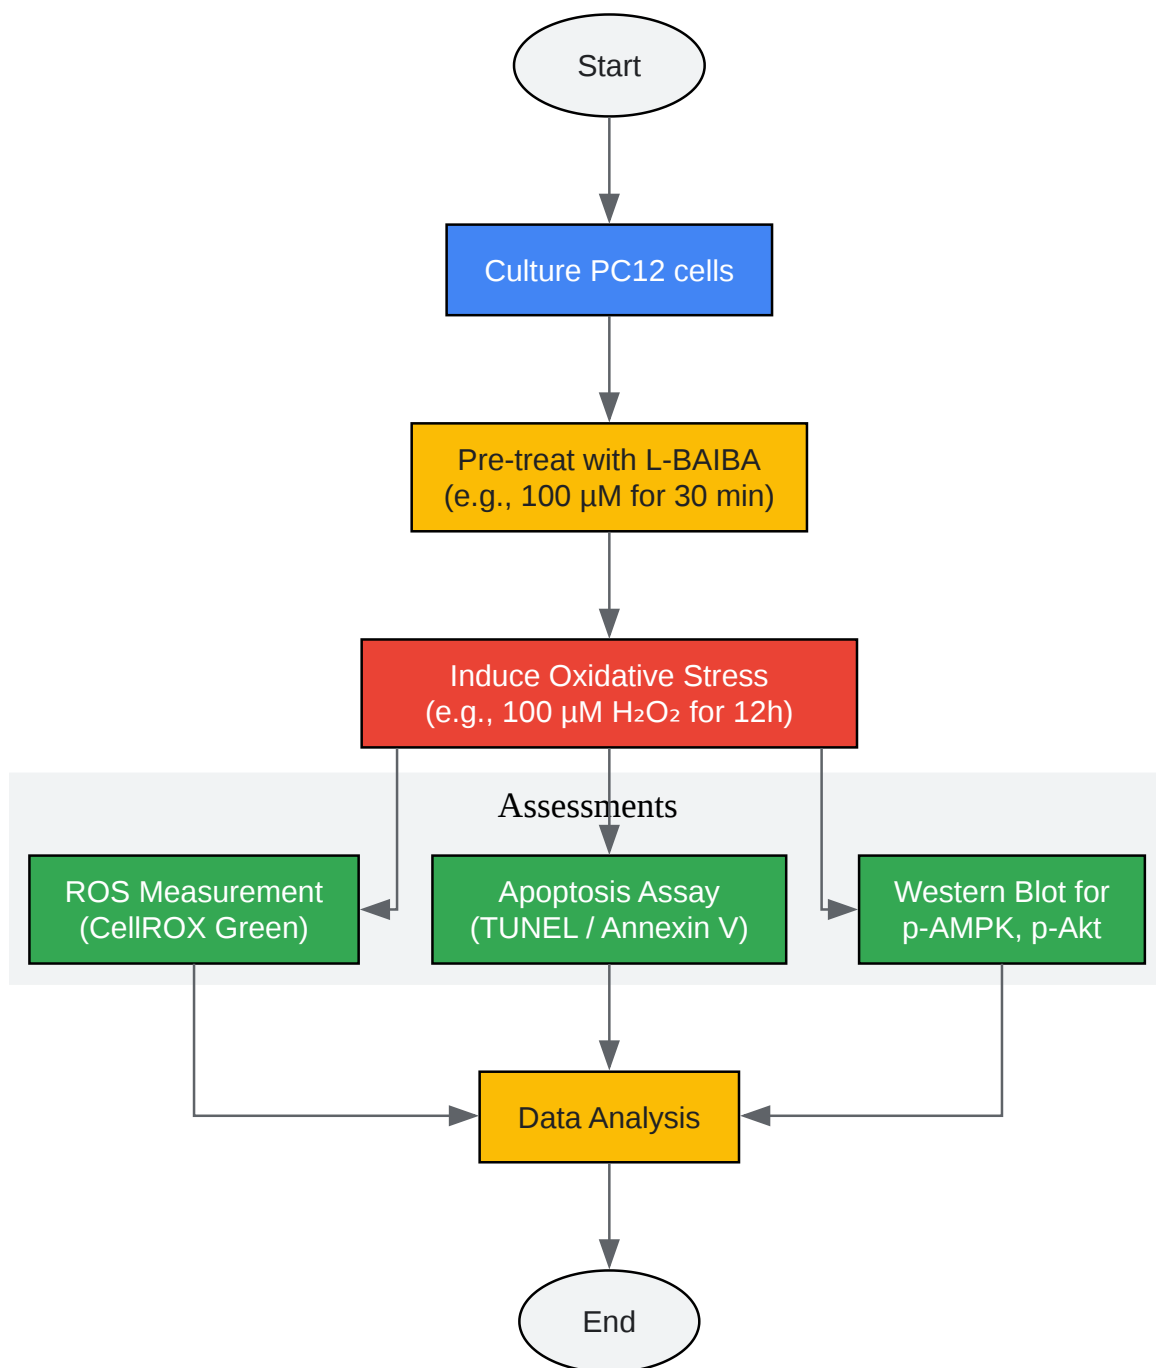 Start
Culture PC12 cells
Pre-treat with L-BAIBA
(e.g., 100 µM for 30 min)
Induce Oxidative Stress
(e.g., 100 µM H₂O₂ for 12h)
Assessments
ROS Measurement
(CellROX Green)
Apoptosis Assay
(TUNEL / Annexin V)
Western Blot for
p-AMPK, p-Akt
Data Analysis
End